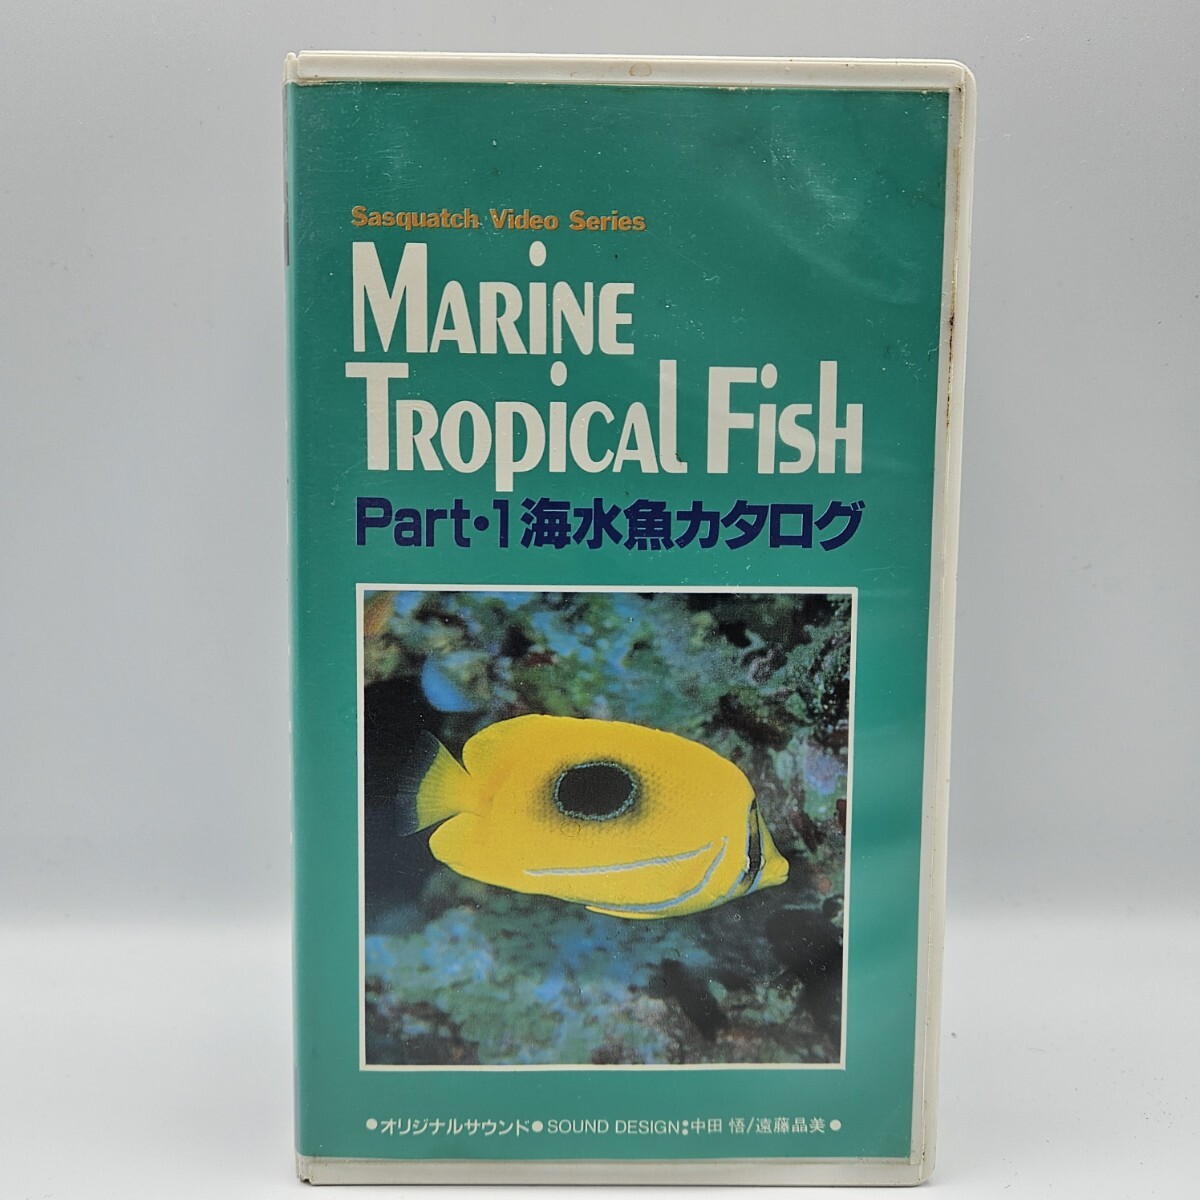 Sasquatch Video Series
MARINE
TROPICAL FISH
Part・1海水魚カタログ
●オリジナルサウンド●SOUND DESIGN:中田 悟/遠藤晶美●